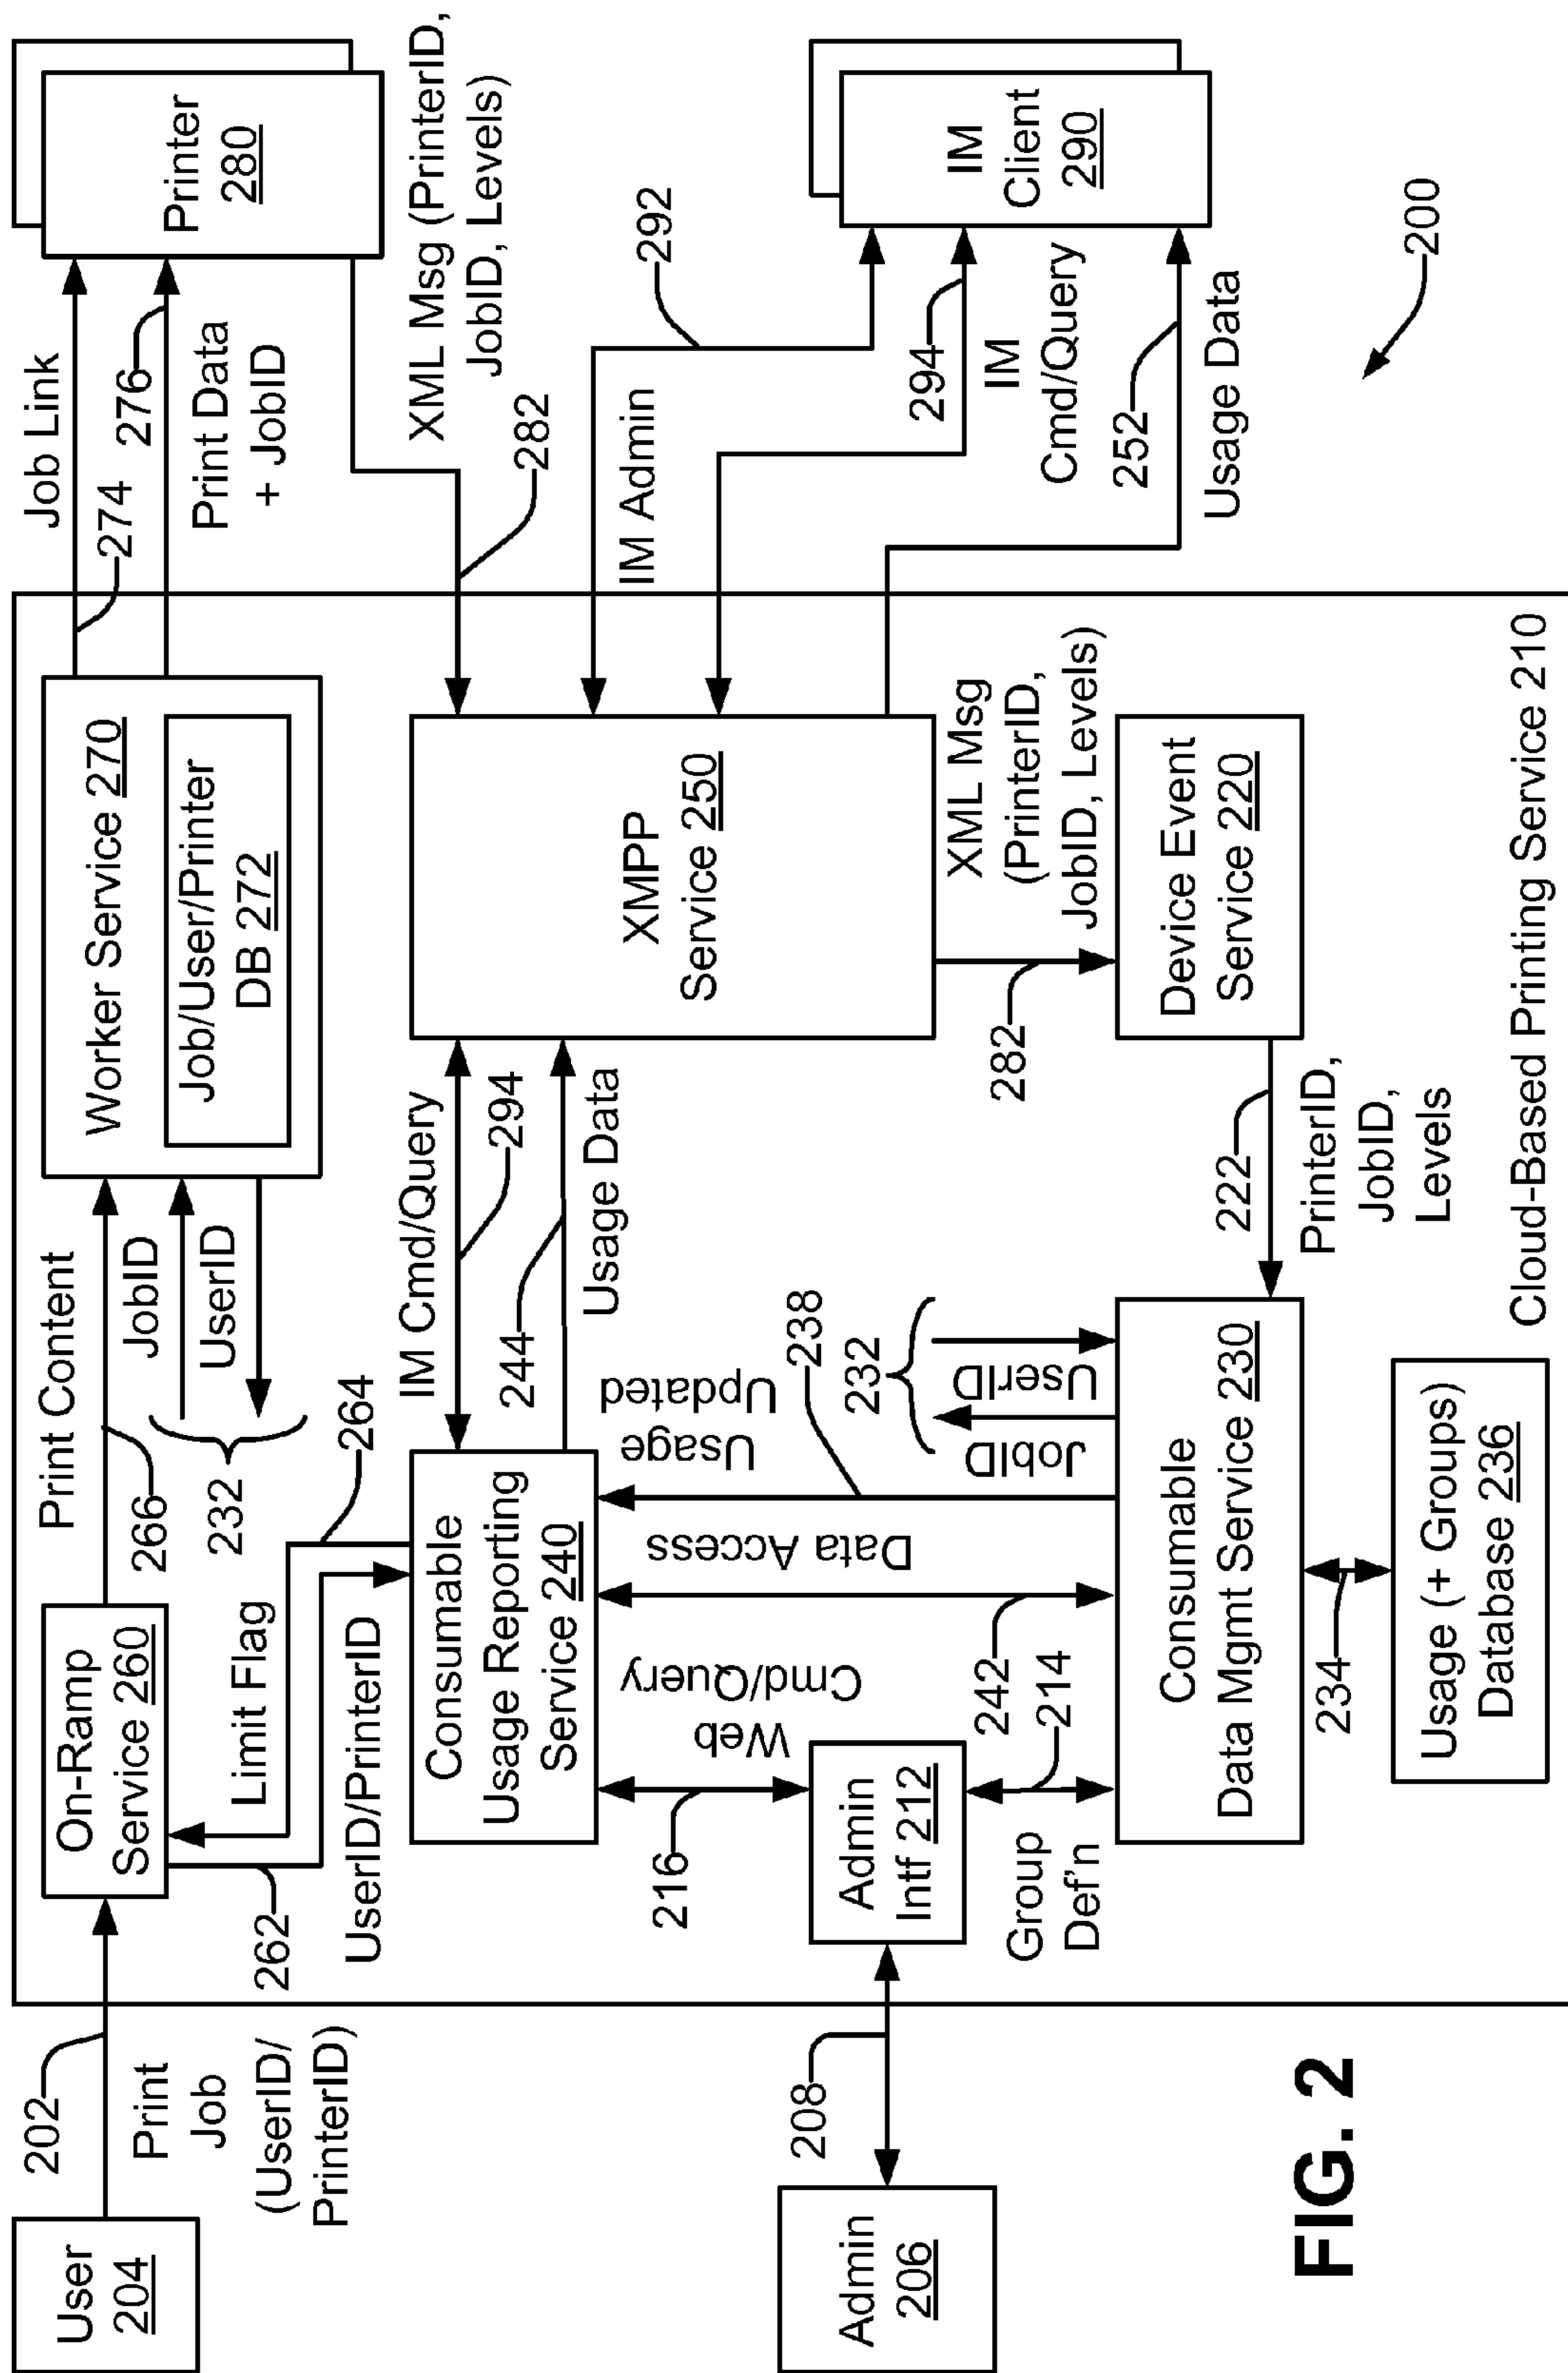 User
204
202
Print
Job
(UserID/
PrinterID)
Admin
206
208
On-Ramp
Service 260
262
Limit Flag
UserID/PrinterID
264
266
Print Content
JobID
UserID
232
Worker Service 270
Job/User/Printer
DB 272
Job Link
274
276
Print Data
+ JobID
Printer
280
XML Msg (PrinterID,
JobID, Levels)
282
Consumable
Usage Reporting
Service 240
IM Cmd/Query
294
244
Usage Data
XMPP
Service 250
IM Admin
292
294
IM
Cmd/Query
252
Usage Data
IM
Client
290
216
Web
Cmd/Query
Data Access
Usage
Updated
238
232
JobID
UserID
Admin
Intf 212
242
214
Group
Def'n
Consumable
Data Mgmt Service 230
234
Usage (+ Groups)
Database 236
222
PrinterID,
JobID,
Levels
282
XML Msg
(PrinterID,
JobID, Levels)
Device Event
Service 220
Cloud-Based Printing Service 210
200
FIG. 2